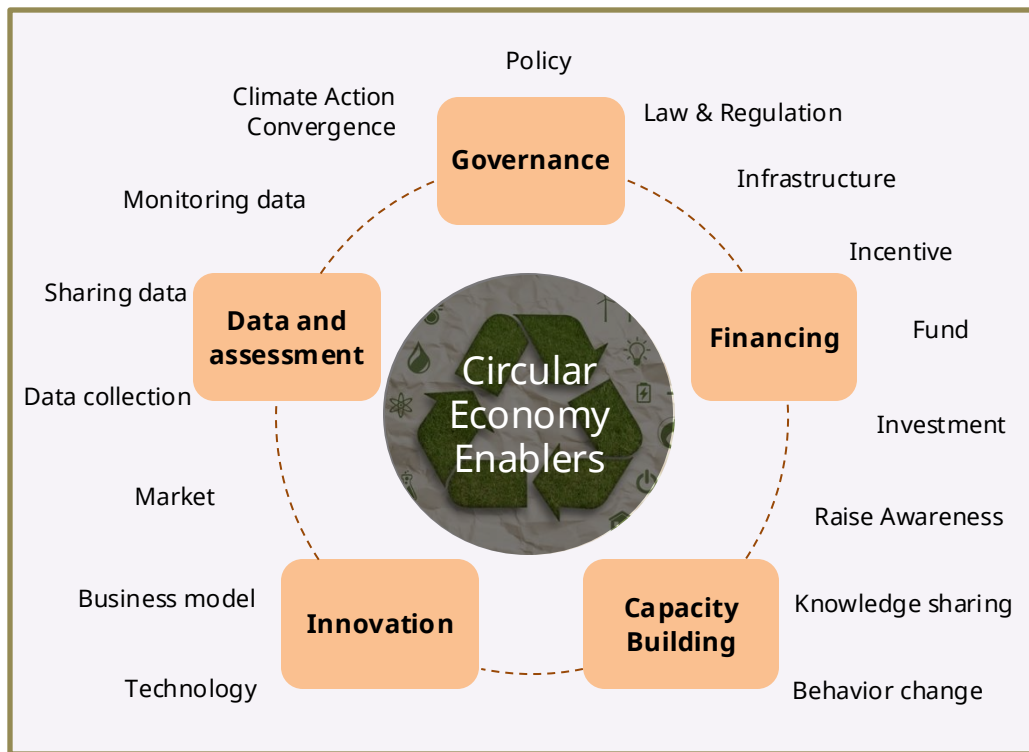 Policy
Climate Action
Convergence
Law & Regulation
Governance
Infrastructure
Monitoring data
Incentive
Sharing data
Data and
assessment
Financing
Fund
Circular
Economy
Enablers
Data collection
Investment
Market
Raise Awareness
Business model
Innovation
Capacity
Building
Knowledge sharing
Technology
Behavior change